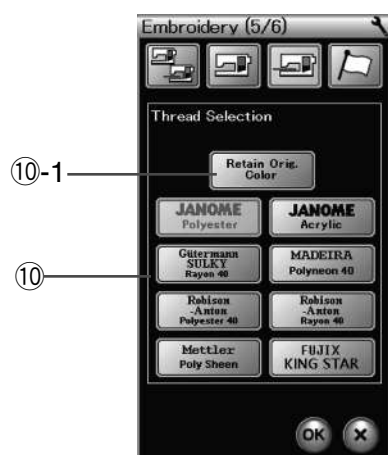 Embroidery (5/6)
Thread Selection
⑩-1
Retain Orig.
Color
JANOME
Polyester
JANOME
Acrylic
⑩
Gütermann
SULKY
Rayon 40
MADEIRA
Polyneon 40
Robison
-Anton
Polyester 40
Robison
-Anton
Rayon 40
Mettler
Poly Sheen
FUJIX
KING STAR
OK